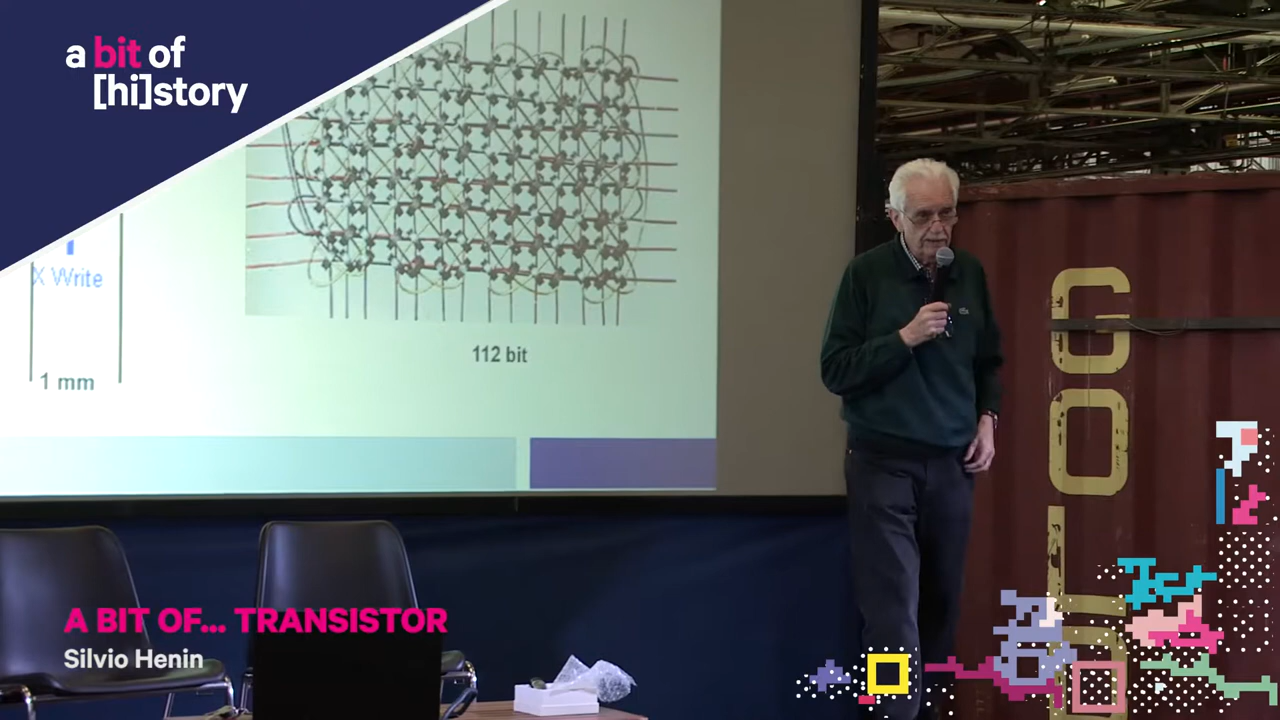 a bit of
[hi]story
X Write
1 mm
112 bit
A BIT OF... TRANSISTOR
Silvio Henin